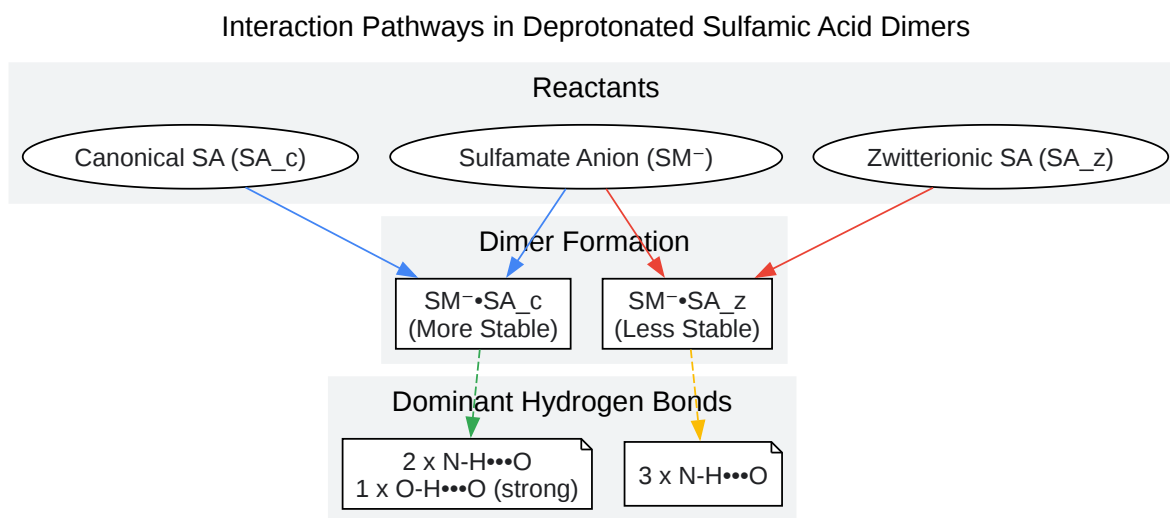 Interaction Pathways in Deprotonated Sulfamic Acid Dimers
Reactants
Canonical SA (SA_c)
Sulfamate Anion (SM⁻)
Zwitterionic SA (SA_z)
Dimer Formation
SM⁻•SA_c
(More Stable)
SM⁻•SA_z
(Less Stable)
Dominant Hydrogen Bonds
2 x N-H•••O
1 x O-H•••O (strong)
3 x N-H•••O